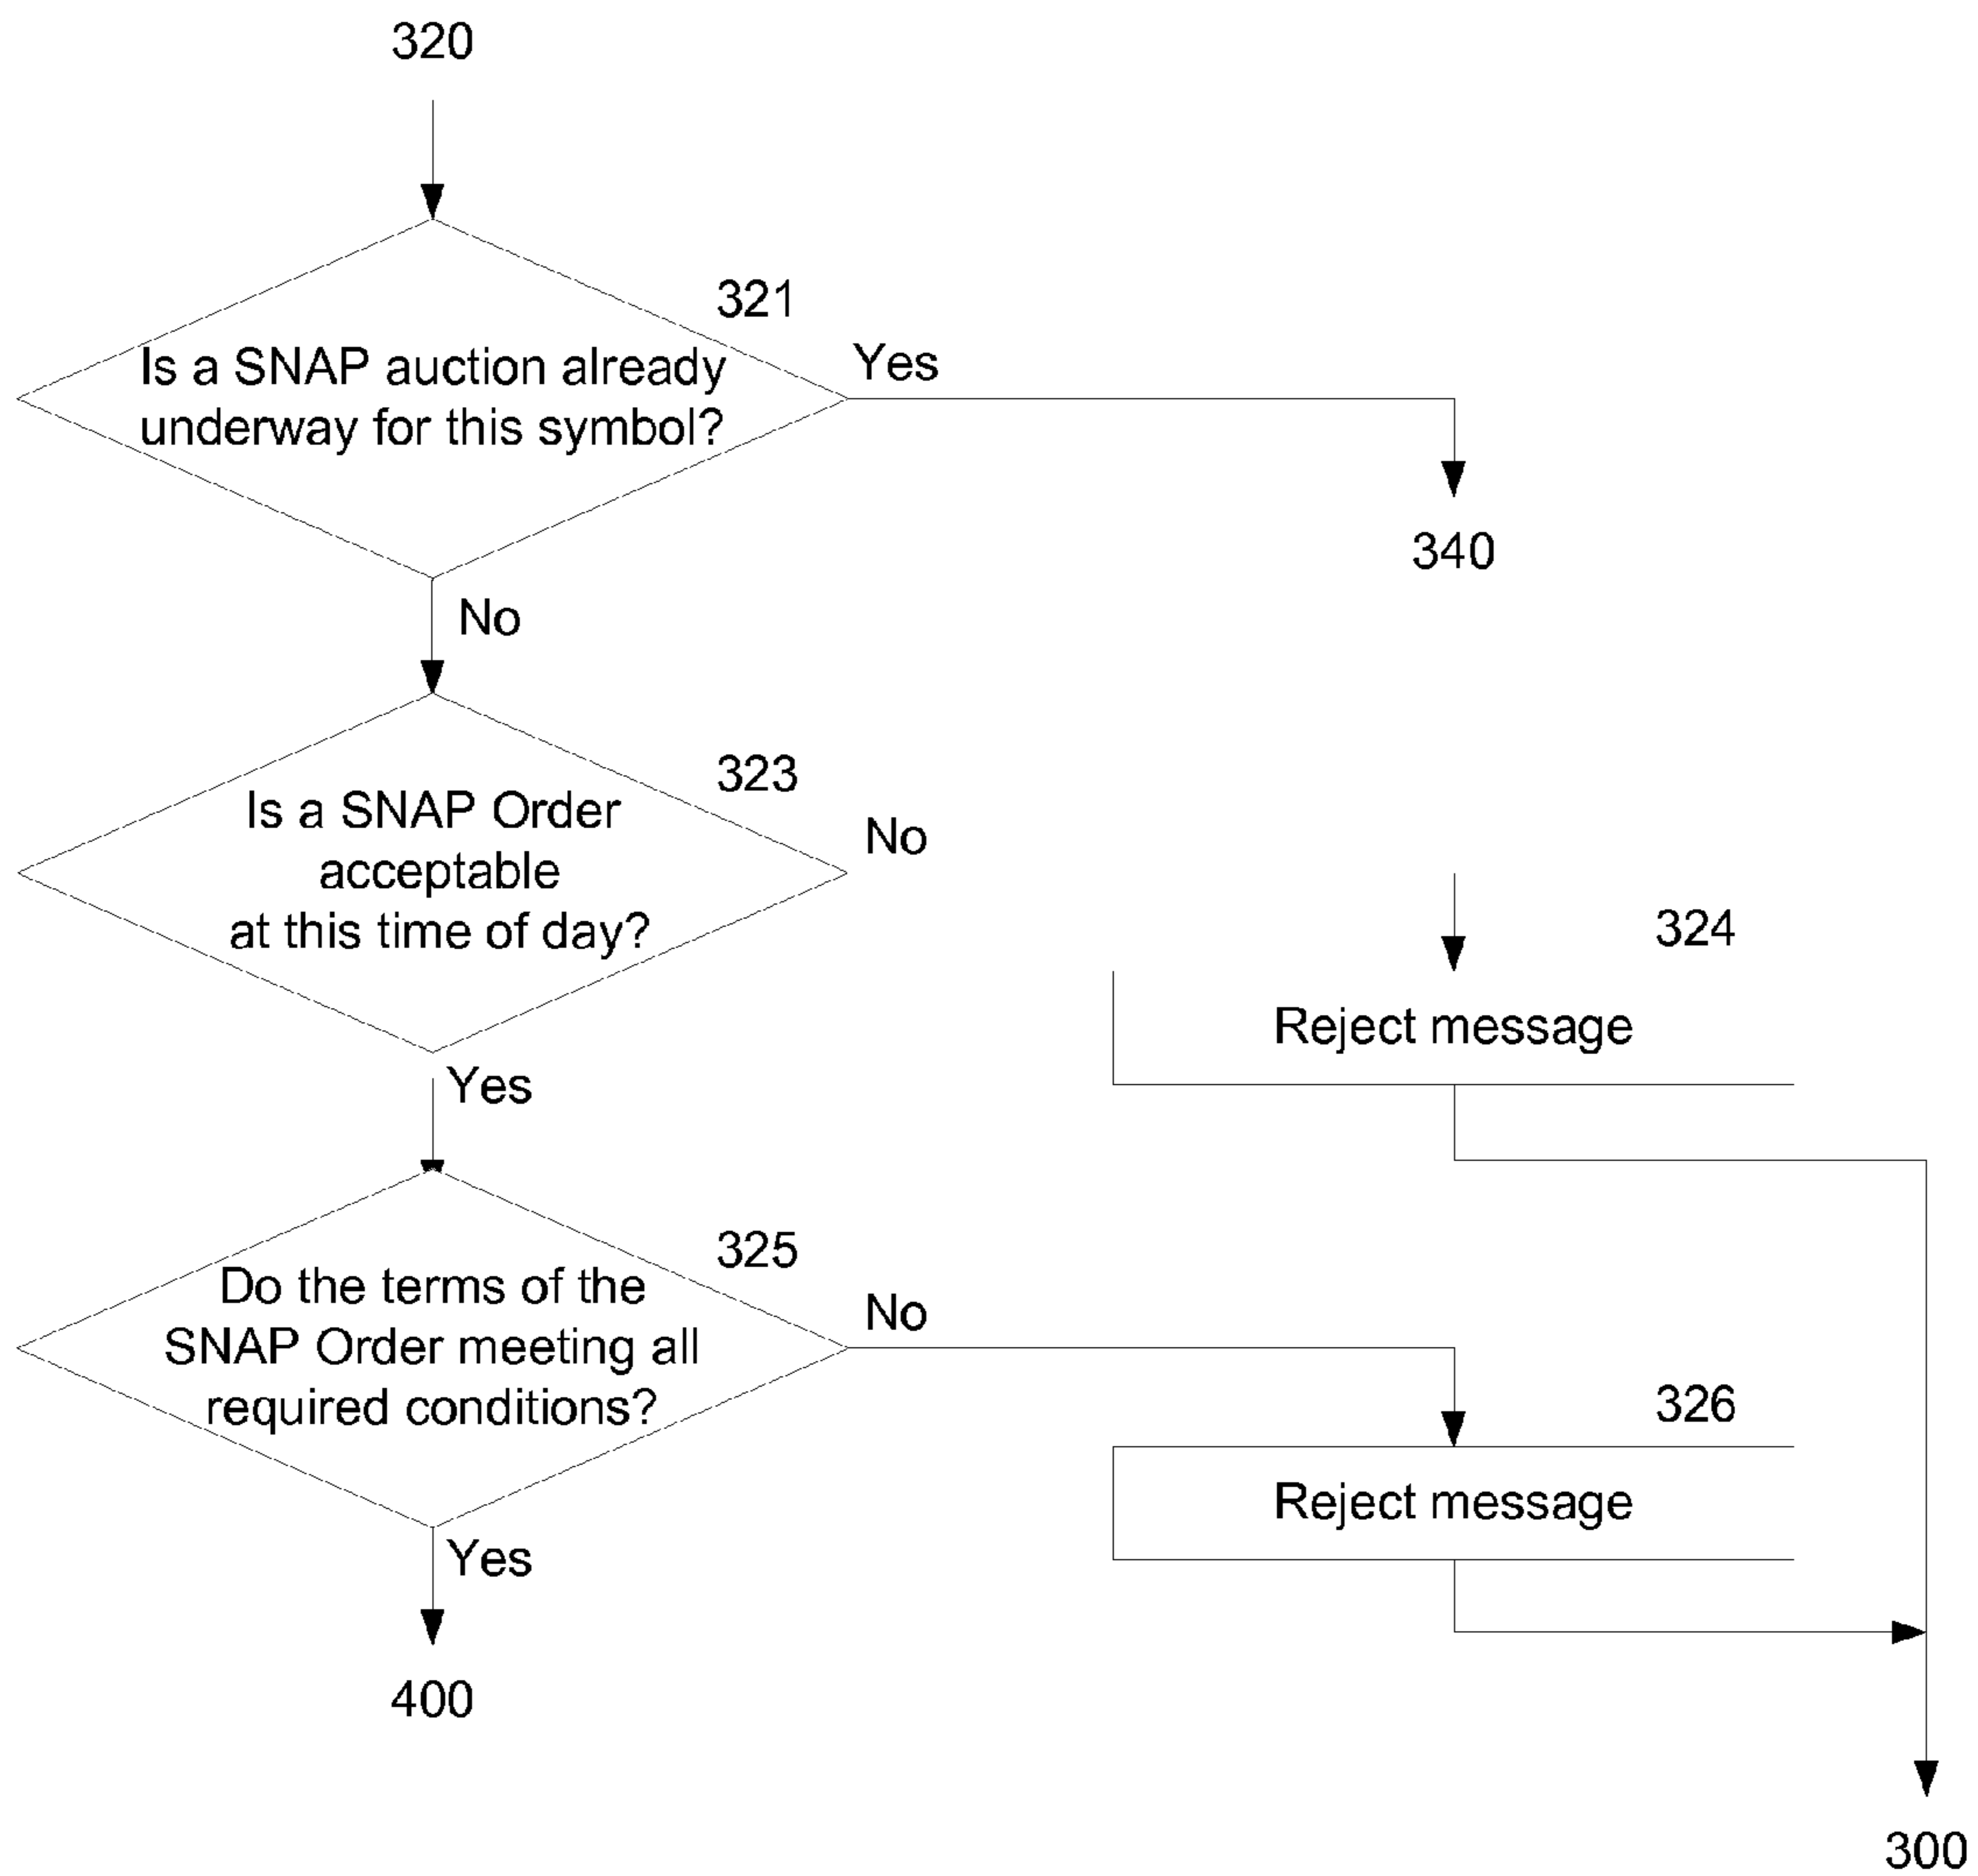 320
321
Is a SNAP auction already
underway for this symbol?
Yes
340
No
323
Is a SNAP Order
acceptable
at this time of day?
No
324
Reject message
Yes
325
Do the terms of the
SNAP Order meeting all
required conditions?
No
326
Reject message
Yes
400
300